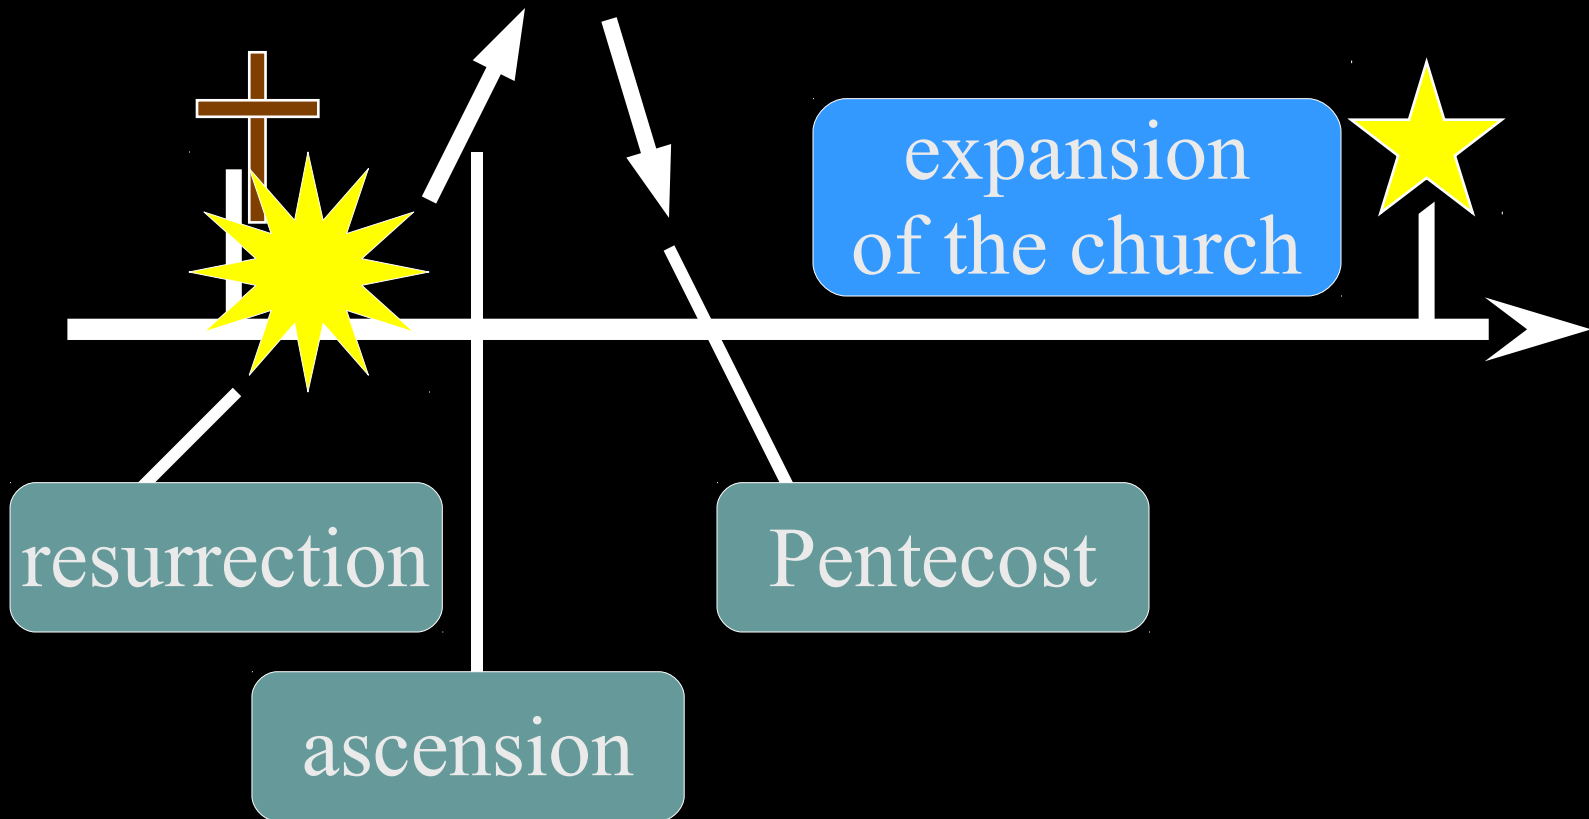 expansion
of the church
resurrection
Pentecost
ascension